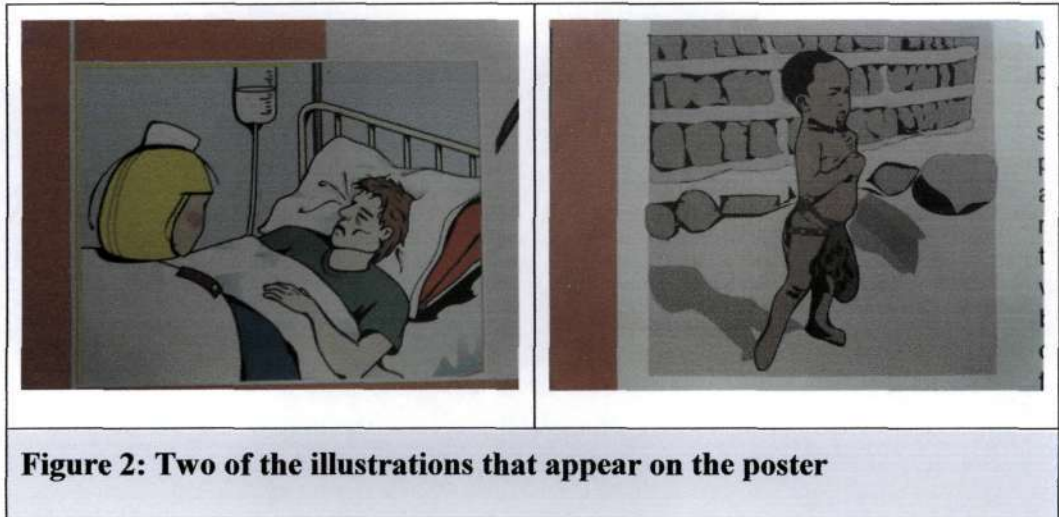 Figure 2: Two of the illustrations that appear on the poster